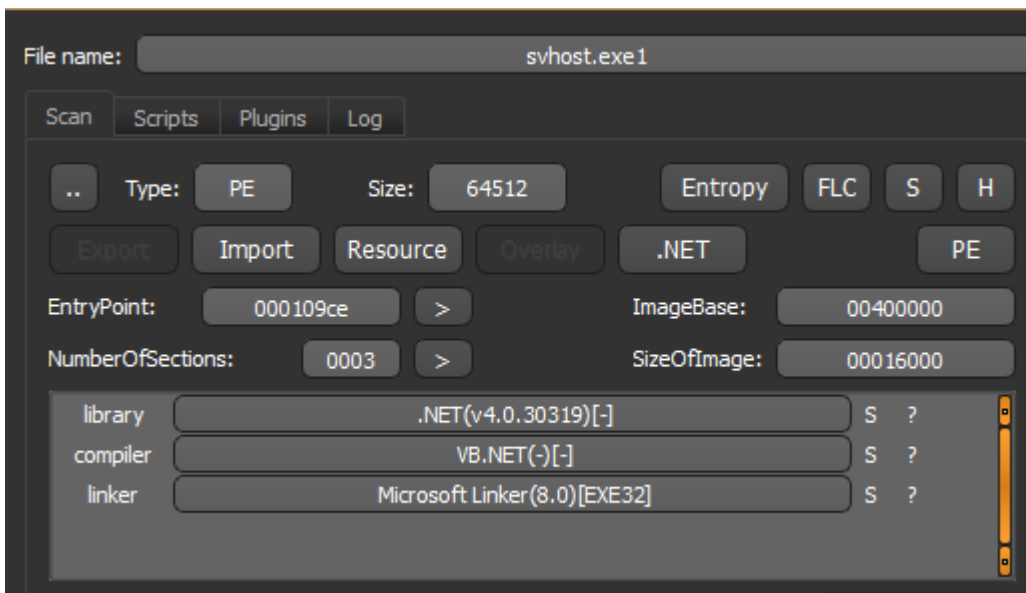 File name: svhost.exe1
Scan Scripts Plugins Log
.. Type: PE Size: 64512 Entropy FLC S H
Export Import Resource Overlay .NET PE
EntryPoint: 000109ce > ImageBase: 00400000
NumberOfSections: 0003 > SizeOfImage: 00016000
library .NET(v4.0.30319)[-] S ?
compiler VB.NET(-)[-] S ?
linker Microsoft Linker(8.0)[EXE32] S ?